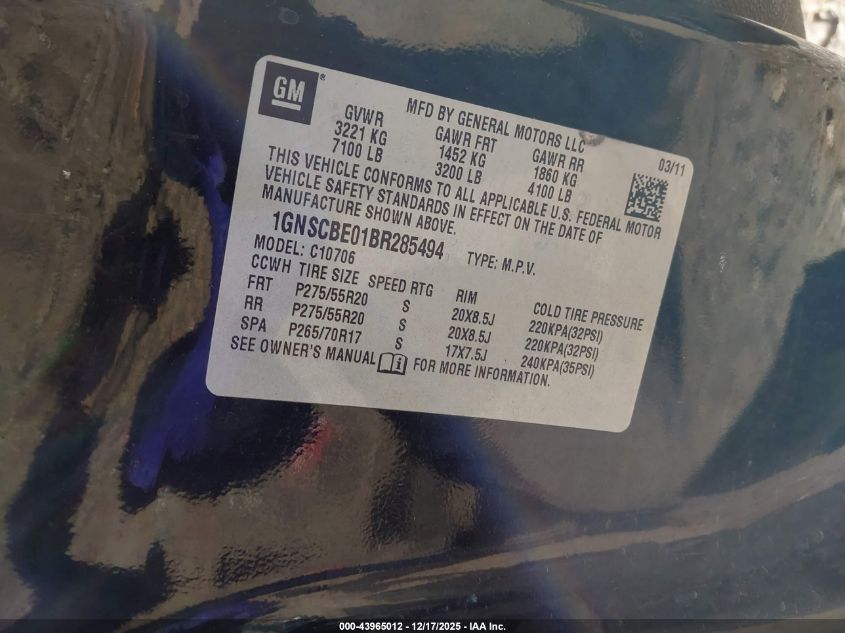 GM
MFD BY GENERAL MOTORS LLC
03/11
GVWR GAWR FRT GAWR RR
3221 KG 1452 KG 1860 KG
7100 LB 3200 LB 4100 LB
THIS VEHICLE CONFORMS TO ALL APPLICABLE U.S. FEDERAL MOTOR
VEHICLE SAFETY STANDARDS IN EFFECT ON THE DATE OF
MANUFACTURE SHOWN ABOVE.
1GNSCBE01BR285494 TYPE: M.P.V.
MODEL: C10706
CCWH TIRE SIZE SPEED RTG RIM COLD TIRE PRESSURE
FRT P275/55R20 S 20X8.5J 220KPA(32PSI)
RR P275/55R20 S 20X8.5J 220KPA(32PSI)
SPA P265/70R17 S 17X7.5J 240KPA(35PSI)
SEE OWNER'S MANUAL FOR MORE INFORMATION.
000-43965012 - 12/17/2025 - IAA Inc.